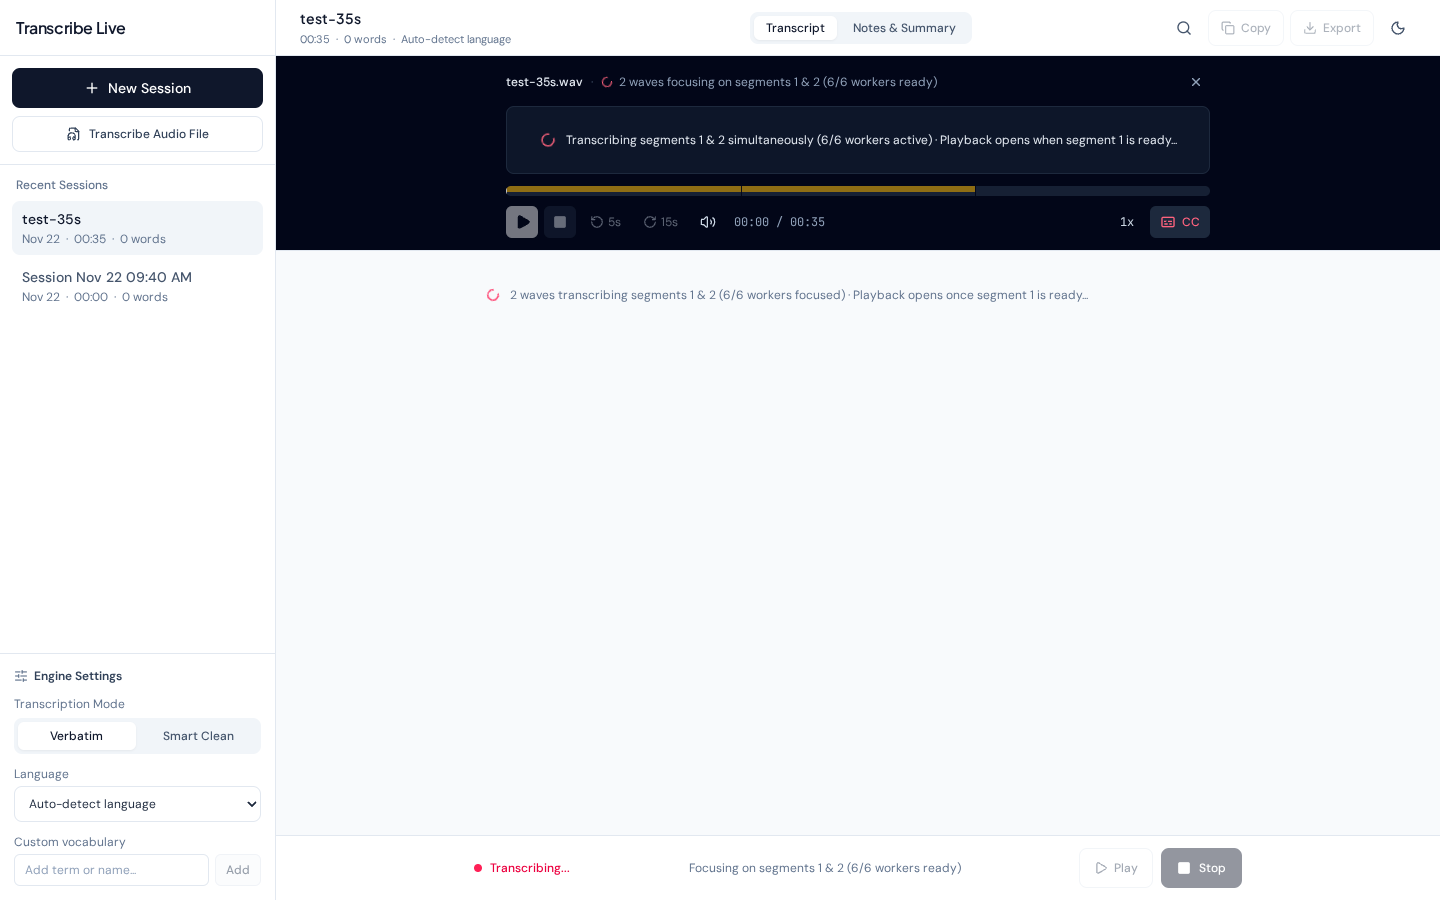 Transcribe Live
New Session
Transcribe Audio File
Recent Sessions
test-35s
Nov 22 · 00:35 · 0 words
Session Nov 22 09:40 AM
Nov 22 · 00:00 · 0 words
Engine Settings
Transcription Mode
Verbatim
Smart Clean
Language
Auto-detect language
Custom vocabulary
Add term or name...
Add
test-35s
00:35 · 0 words · Auto-detect language
Transcript
Notes & Summary
Copy
Export
test-35s.wav · 2 waves focusing on segments 1 & 2 (6/6 workers ready)
Transcribing segments 1 & 2 simultaneously (6/6 workers active) · Playback opens when segment 1 is ready...
5s
15s
00:00 / 00:35
1x
CC
2 waves transcribing segments 1 & 2 (6/6 workers focused) · Playback opens once segment 1 is ready...
Transcribing...
Focusing on segments 1 & 2 (6/6 workers ready)
Play
Stop